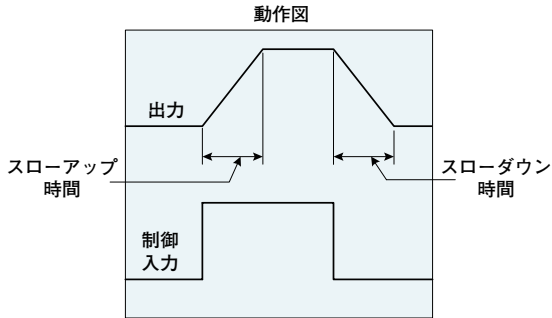 動作図
出力
スローアップ
時間
スローダウン
時間
制御
入力